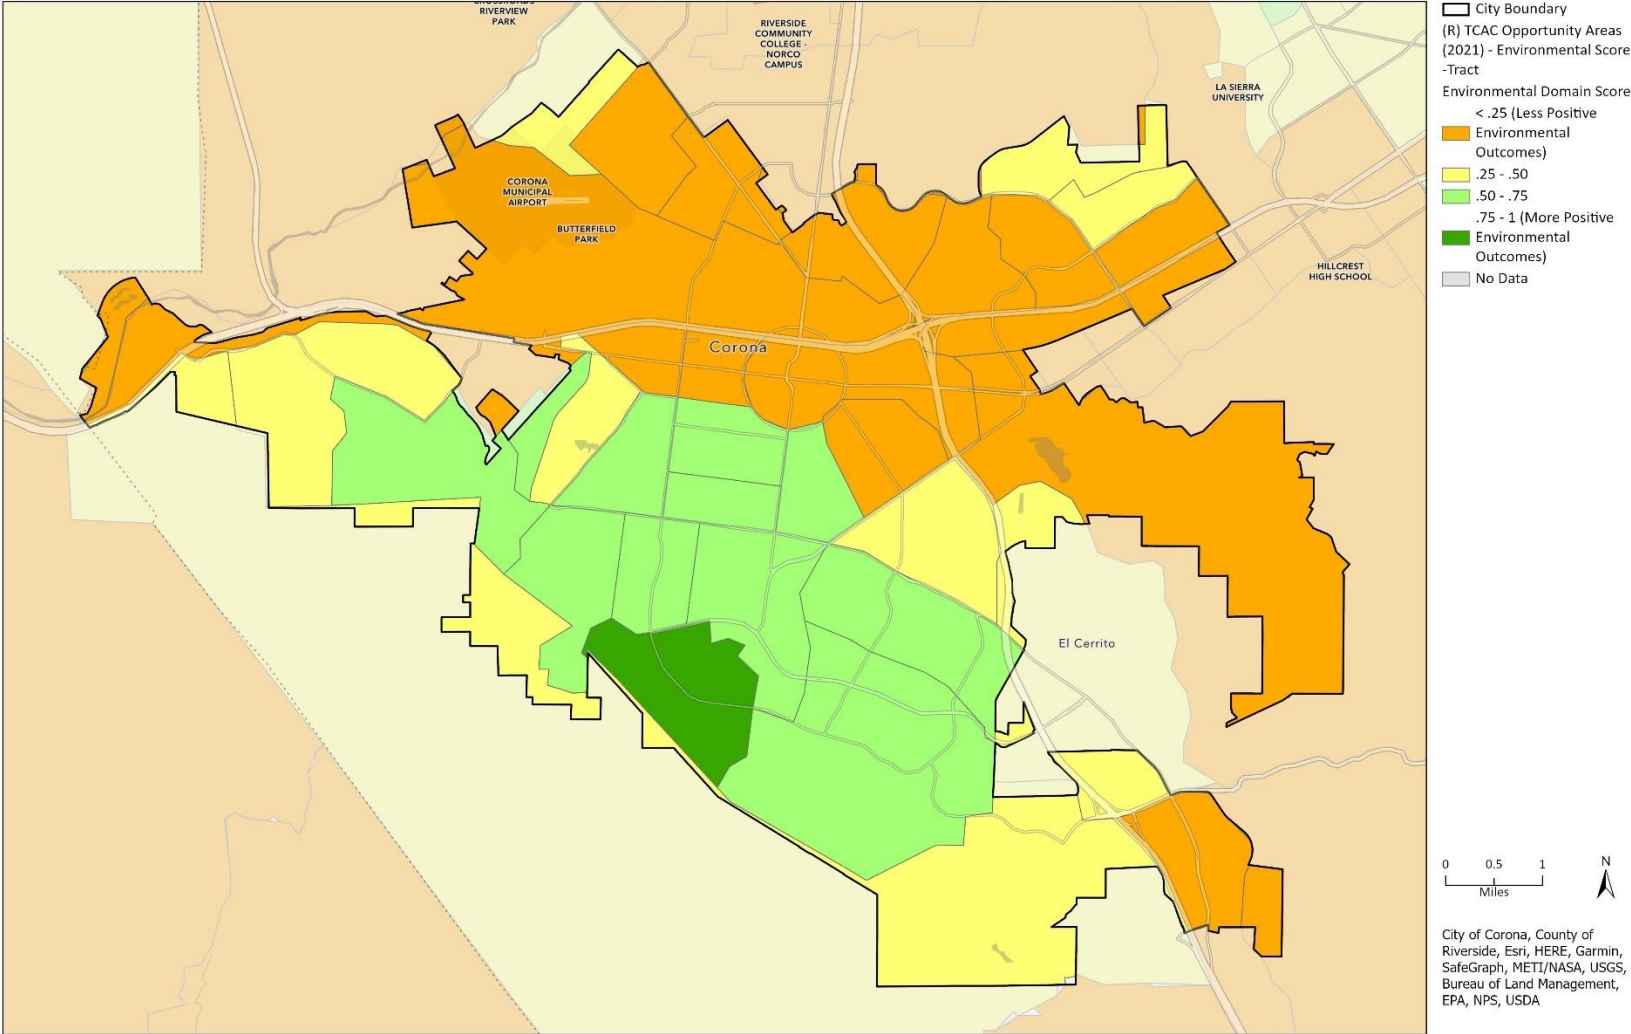 CROSSROADS
RIVERVIEW
PARK
RIVERSIDE
COMMUNITY
COLLEGE -
NORCO
CAMPUS
LA SIERRA
UNIVERSITY
CORONA
MUNICIPAL
AIRPORT
BUTTERFIELD
PARK
HILLCREST
HIGH SCHOOL
Corona
El Cerrito
City Boundary
(R) TCAC Opportunity Areas
(2021) - Environmental Score
-Tract
Environmental Domain Score
< .25 (Less Positive
Environmental
Outcomes)
.25 - .50
.50 - .75
.75 - 1 (More Positive
Environmental
Outcomes)
No Data
0 0.5 1
Miles
N
City of Corona, County of
Riverside, Esri, HERE, Garmin,
SafeGraph, METI/NASA, USGS,
Bureau of Land Management,
EPA, NPS, USDA